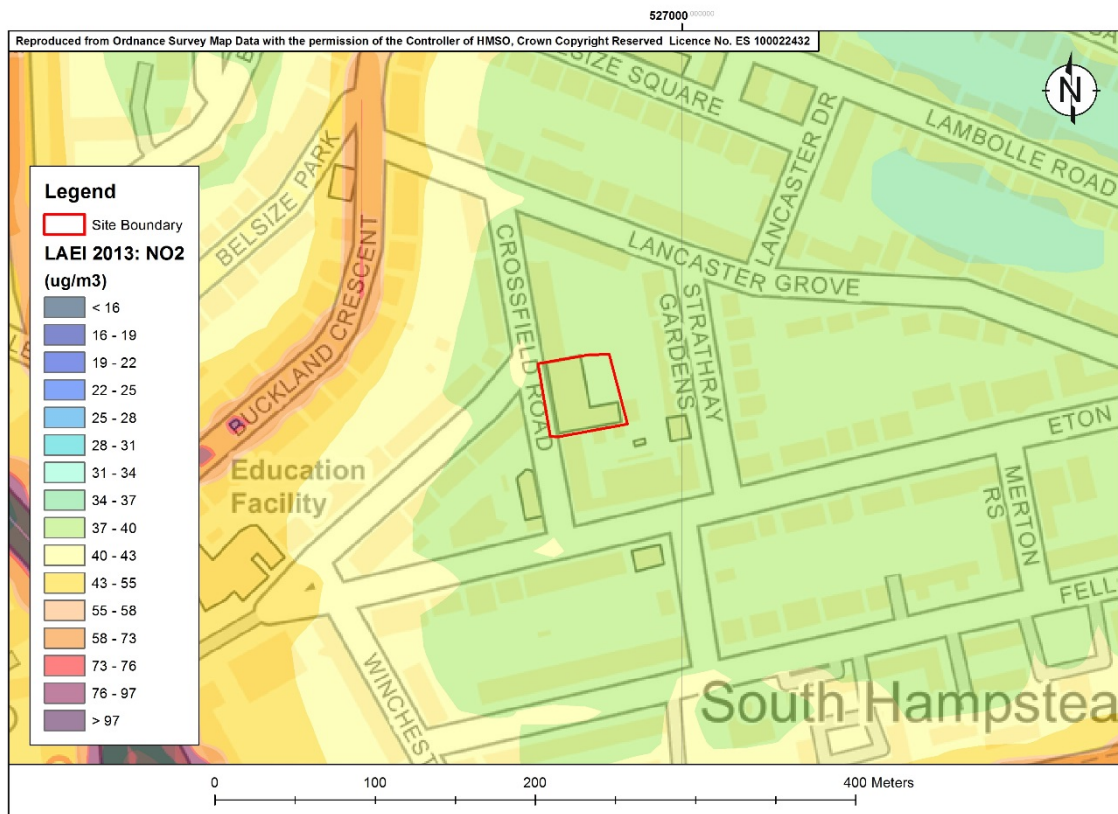 527000 000000
Reproduced from Ordnance Survey Map Data with the permission of the Controller of HMSO, Crown Copyright Reserved Licence No. ES 100022432
N
ELSIZE SQUARE
LANCASTER DR
LAMBOLLE ROAD
BELSIZE PARK
BUCKLAND CRESCENT
CROSSFIELD ROAD
LANCASTER GROVE
STRATHRAY
GARDENS
ETON
MERTON
RS
FELL
WINCHEST
Education
Facility
South Hampstea
Legend
Site Boundary
LAEI 2013: NO2
(ug/m3)
< 16
16 - 19
19 - 22
22 - 25
25 - 28
28 - 31
31 - 34
34 - 37
37 - 40
40 - 43
43 - 55
55 - 58
58 - 73
73 - 76
76 - 97
> 97
0 100 200 400 Meters